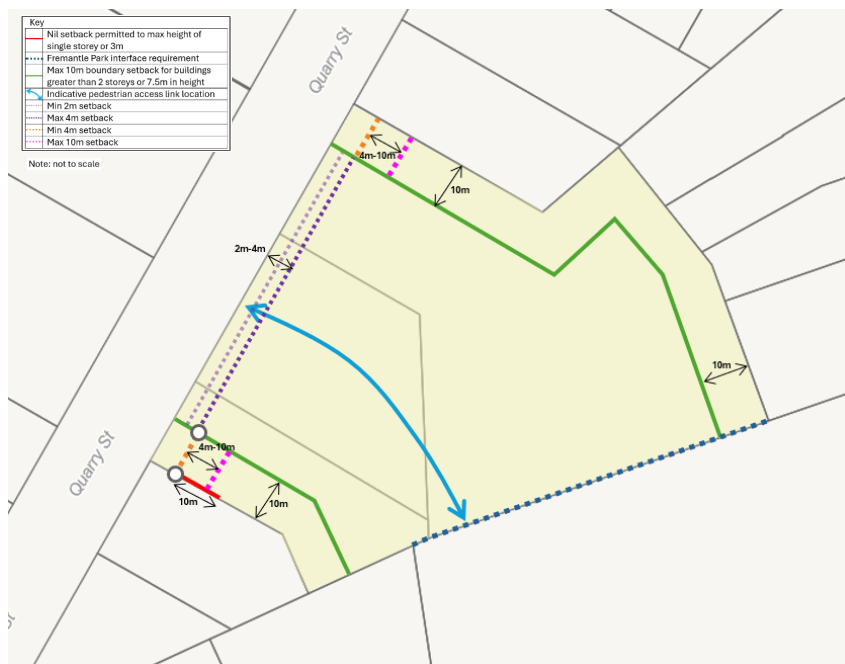 Key
Nil setback permitted to max height of
single storey or 3m
Fremantle Park interface requirement
Max 10m boundary setback for buildings
greater than 2 storeys or 7.5m in height
Indicative pedestrian access link location
Min 2m setback
Max 4m setback
Min 4m setback
Max 10m setback
Note: not to scale
Quarry St
4m-10m
10m
2m-4m
10m
Quarry St
4m-10m
10m
10m
St